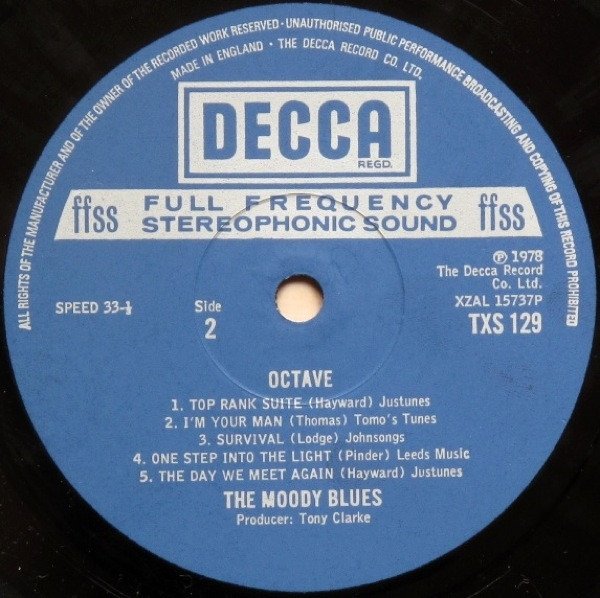 ALL RIGHTS OF THE MANUFACTURER AND OF THE OWNER OF THE RECORDED WORK RESERVED · UNAUTHORISED PUBLIC PERFORMANCE BROADCASTING AND COPYING OF THIS RECORD PROHIBITED
MADE IN ENGLAND · THE DECCA RECORD CO. LTD.
DECCA
REGD.
ffss FULL FREQUENCY ffss
STEREOPHONIC SOUND
℗ 1978
The Decca Record
Co. Ltd.
XZAL 15737P
TXS 129
SPEED 33-⅓
Side
2
OCTAVE
1. TOP RANK SUITE (Hayward) Justunes
2. I'M YOUR MAN (Thomas) Tomo's Tunes
3. SURVIVAL (Lodge) Johnsongs
4. ONE STEP INTO THE LIGHT (Pinder) Leeds Music
5. THE DAY WE MEET AGAIN (Hayward) Justunes
THE MOODY BLUES
Producer: Tony Clarke